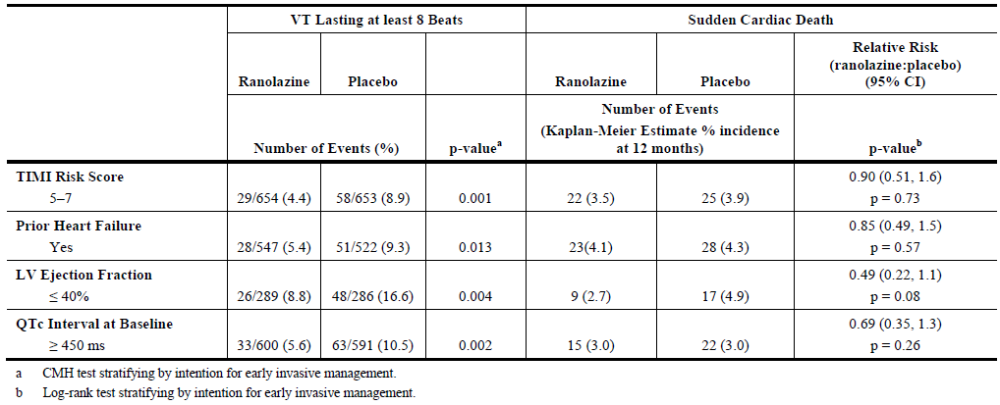 VT Lasting at least 8 Beats Sudden Cardiac Death
Ranolazine Placebo Ranolazine Placebo Relative Risk (ranolazine:placebo) (95% CI)
Number of Events (%) p-valueᵃ Number of Events (Kaplan-Meier Estimate % incidence at 12 months) p-valueᵇ
TIMI Risk Score
5–7 29/654 (4.4) 58/653 (8.9) 0.001 22 (3.5) 25 (3.9) 0.90 (0.51, 1.6) p = 0.73
Prior Heart Failure
Yes 28/547 (5.4) 51/522 (9.3) 0.013 23(4.1) 28 (4.3) 0.85 (0.49, 1.5) p = 0.57
LV Ejection Fraction
≤ 40% 26/289 (8.8) 48/286 (16.6) 0.004 9 (2.7) 17 (4.9) 0.49 (0.22, 1.1) p = 0.08
QTc Interval at Baseline
≥ 450 ms 33/600 (5.6) 63/591 (10.5) 0.002 15 (3.0) 22 (3.0) 0.69 (0.35, 1.3) p = 0.26
a CMH test stratifying by intention for early invasive management.
b Log-rank test stratifying by intention for early invasive management.